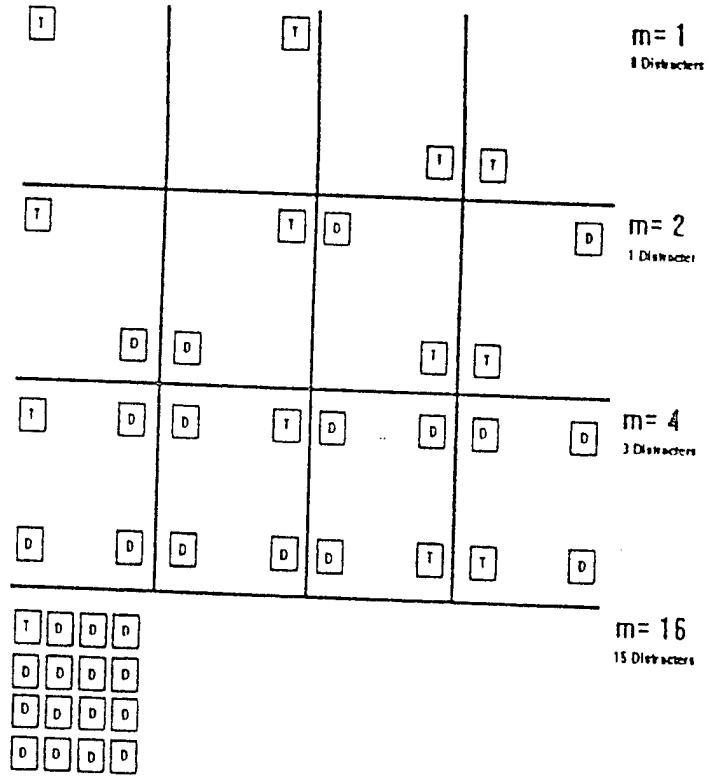 T T m= 1
Distracters
T T
T T D D m= 2
1 Distracter
D D T T
T D D T D D D D m= 4
3 Distracters
D D D D D T T D
T D D D m= 16
15 Distracters
D D D D
D D D D
D D D D